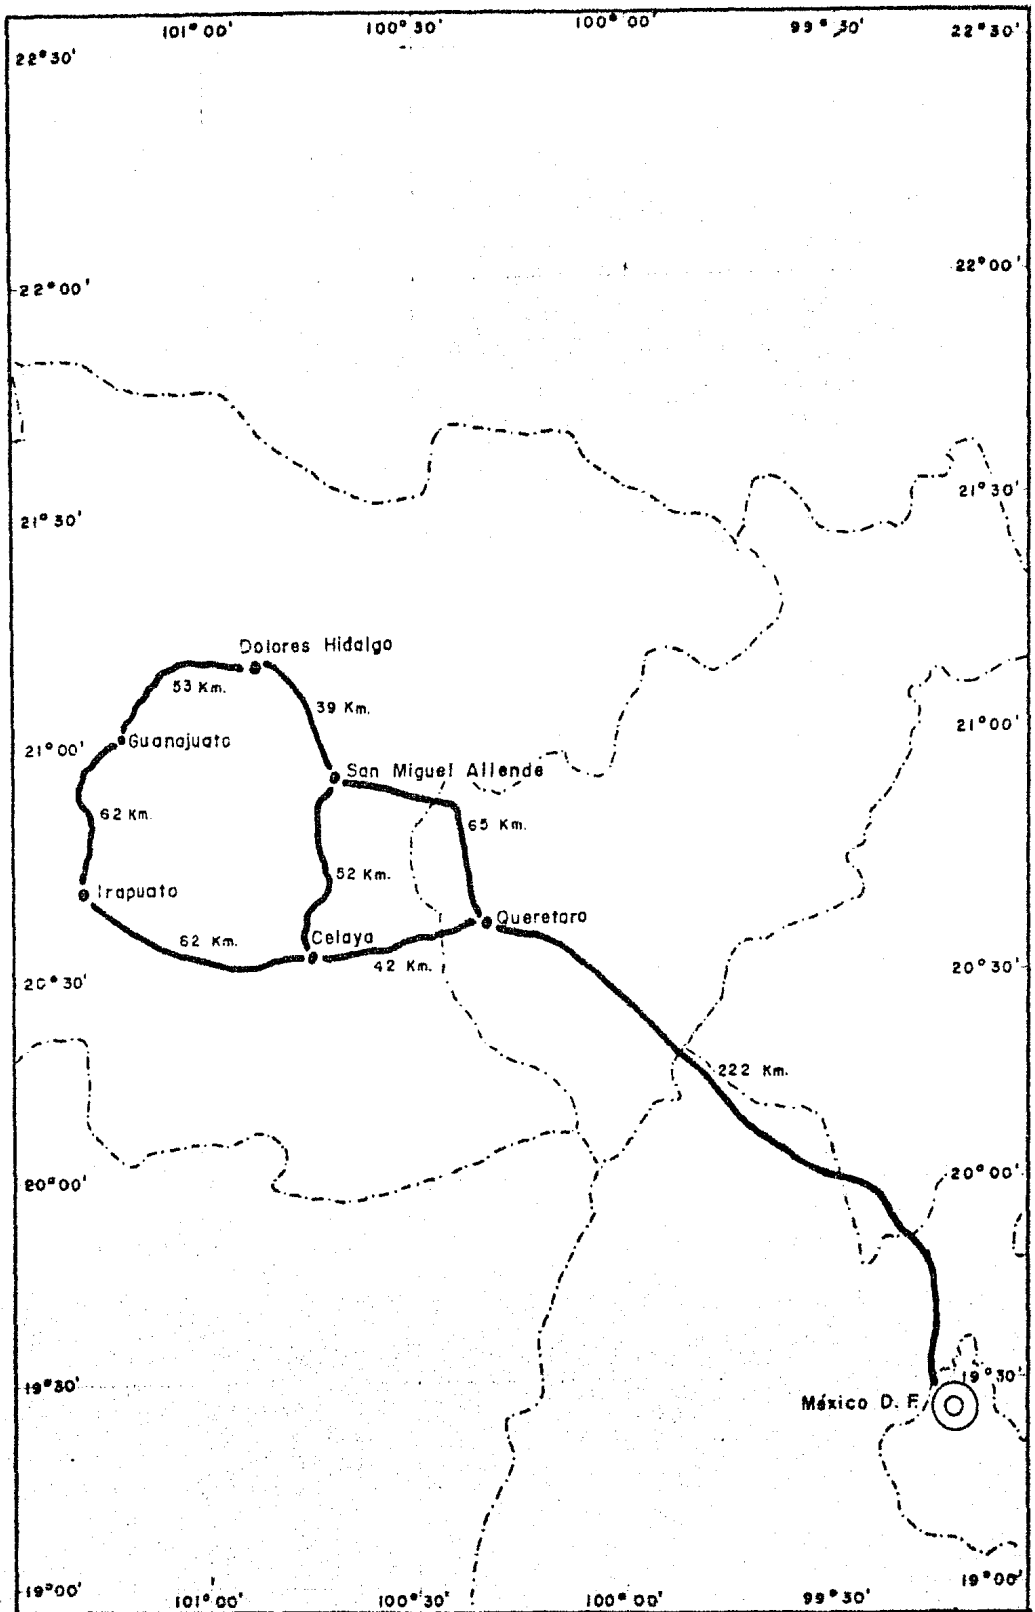 101°00'
100°30'
100°00'
99°30'
22°30'
22°30'
22°00'
22°00'
21°30'
21°30'
Dolores Hidalgo
53 Km.
39 Km.
Guanajuato
21°00'
21°00'
San Miguel Allende
62 Km.
65 Km.
52 Km.
Irapuato
Queretaro
Celaya
62 Km.
42 Km.
20°30'
20°30'
222 Km.
20°00'
20°00'
19°30'
19°30'
México D. F.
19°00'
101°00'
100°30'
100°00'
99°30'
19°00'